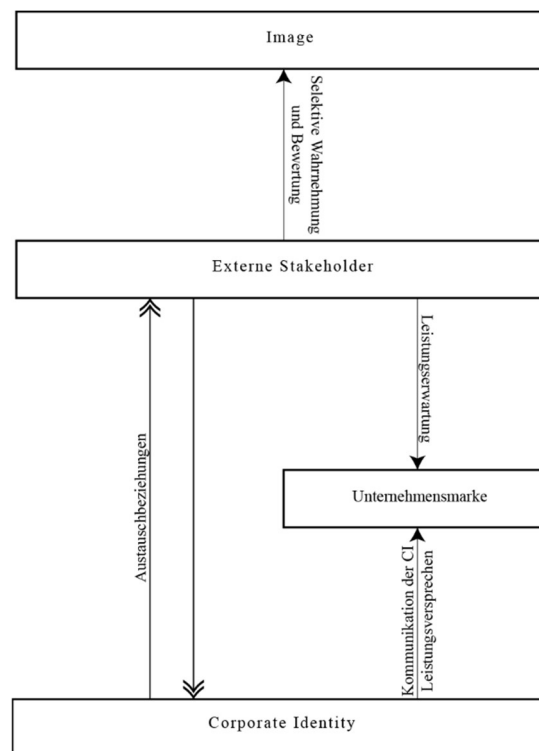 Image
Selektive Wahrnehmung
und Bewertung
Externe Stakeholder
Leistungserwartung
Austauschbeziehungen
Unternehmensmarke
Kommunikation der CI
Leistungsversprechen
Corporate Identity